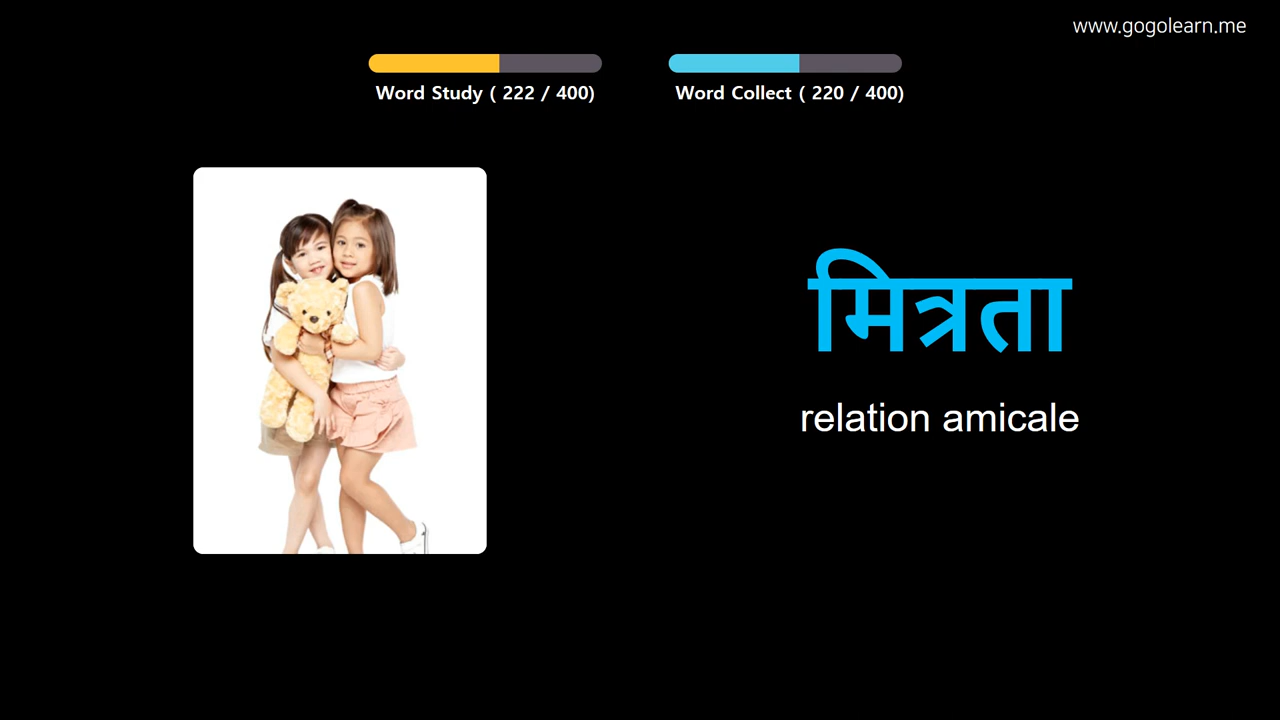 www.gogolearn.me
Word Study ( 222 / 400)
Word Collect ( 220 / 400)
मित्रता
relation amicale